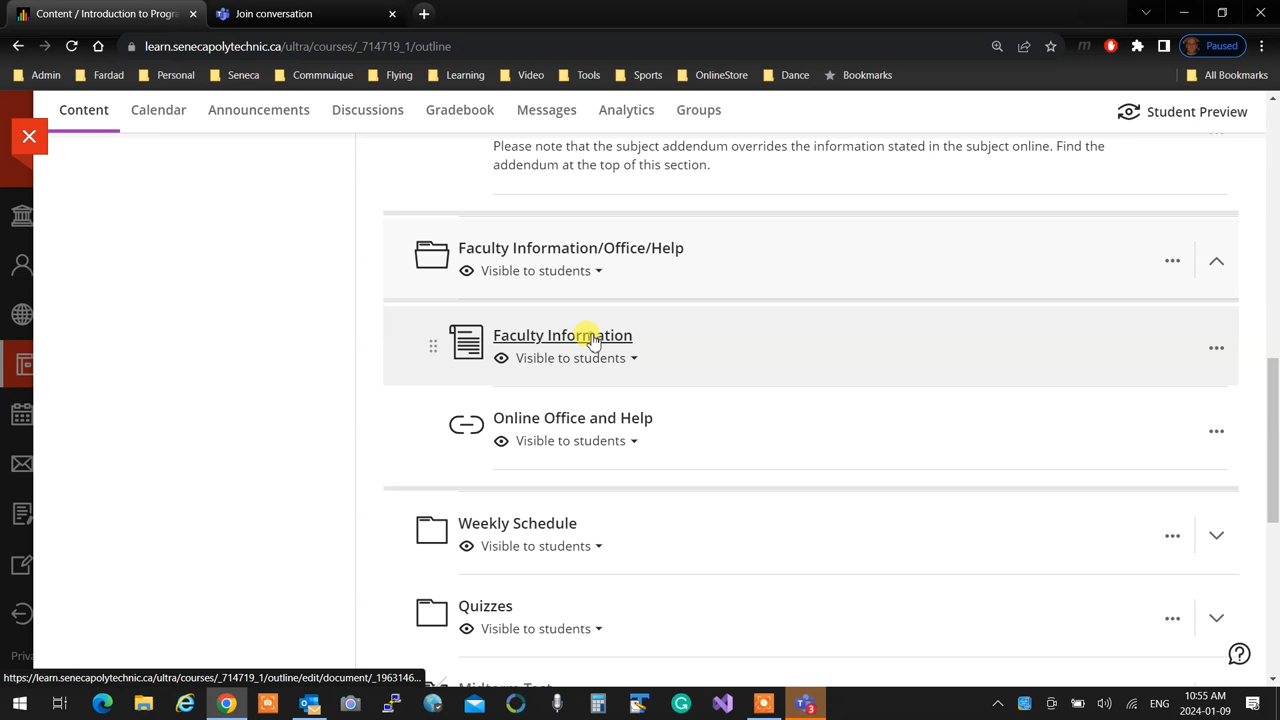 Content / Introduction to Progr
Join conversation
learn.senecapolytechnic.ca/ultra/courses/_714719_1/outline
Paused
Admin
Fardad
Personal
Seneca
Communique
Flying
Learning
Video
Tools
Sports
OnlineStore
Dance
Bookmarks
All Bookmarks
Content
Calendar
Announcements
Discussions
Gradebook
Messages
Analytics
Groups
Student Preview
Please note that the subject addendum overrides the information stated in the subject online. Find the
addendum at the top of this section.
Faculty Information/Office/Help
Visible to students
Faculty Information
Visible to students
Online Office and Help
Visible to students
Weekly Schedule
Visible to students
Quizzes
Visible to students
Midterm Test
Priva
https://learn.senecapolytechnic.ca/ultra/courses/_714719_1/outline/edit/document/_1963146...
3
ENG
10:55 AM
2024-01-09